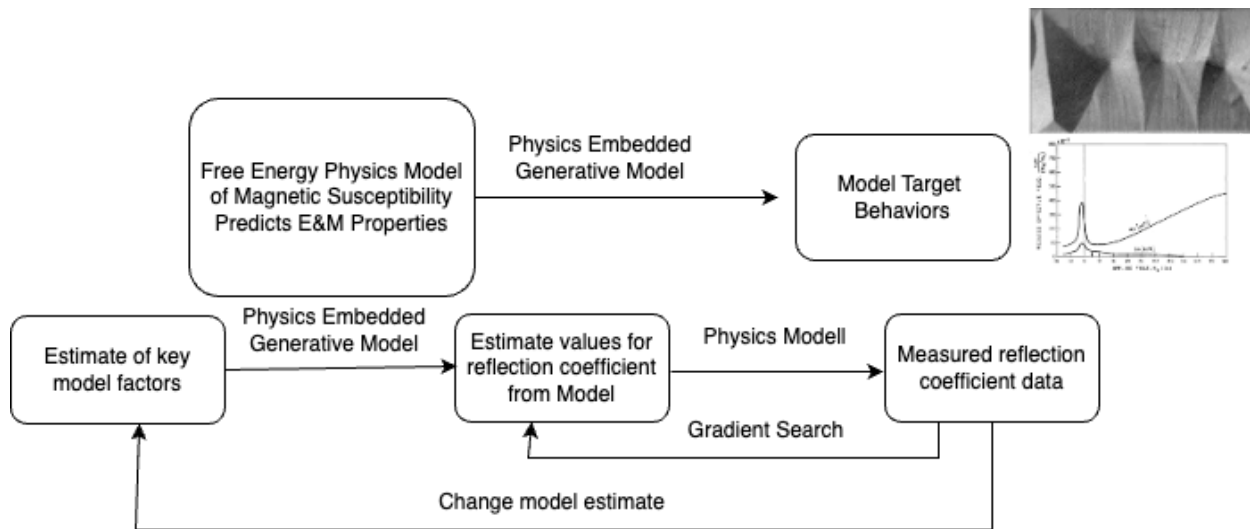 Free Energy Physics Model
of Magnetic Susceptibility
Predicts E&M Properties
Physics Embedded
Generative Model
Model Target
Behaviors
Estimate of key
model factors
Physics Embedded
Generative Model
Estimate values for
reflection coefficient
from Model
Physics Modell
Measured reflection
coefficient data
Gradient Search
Change model estimate